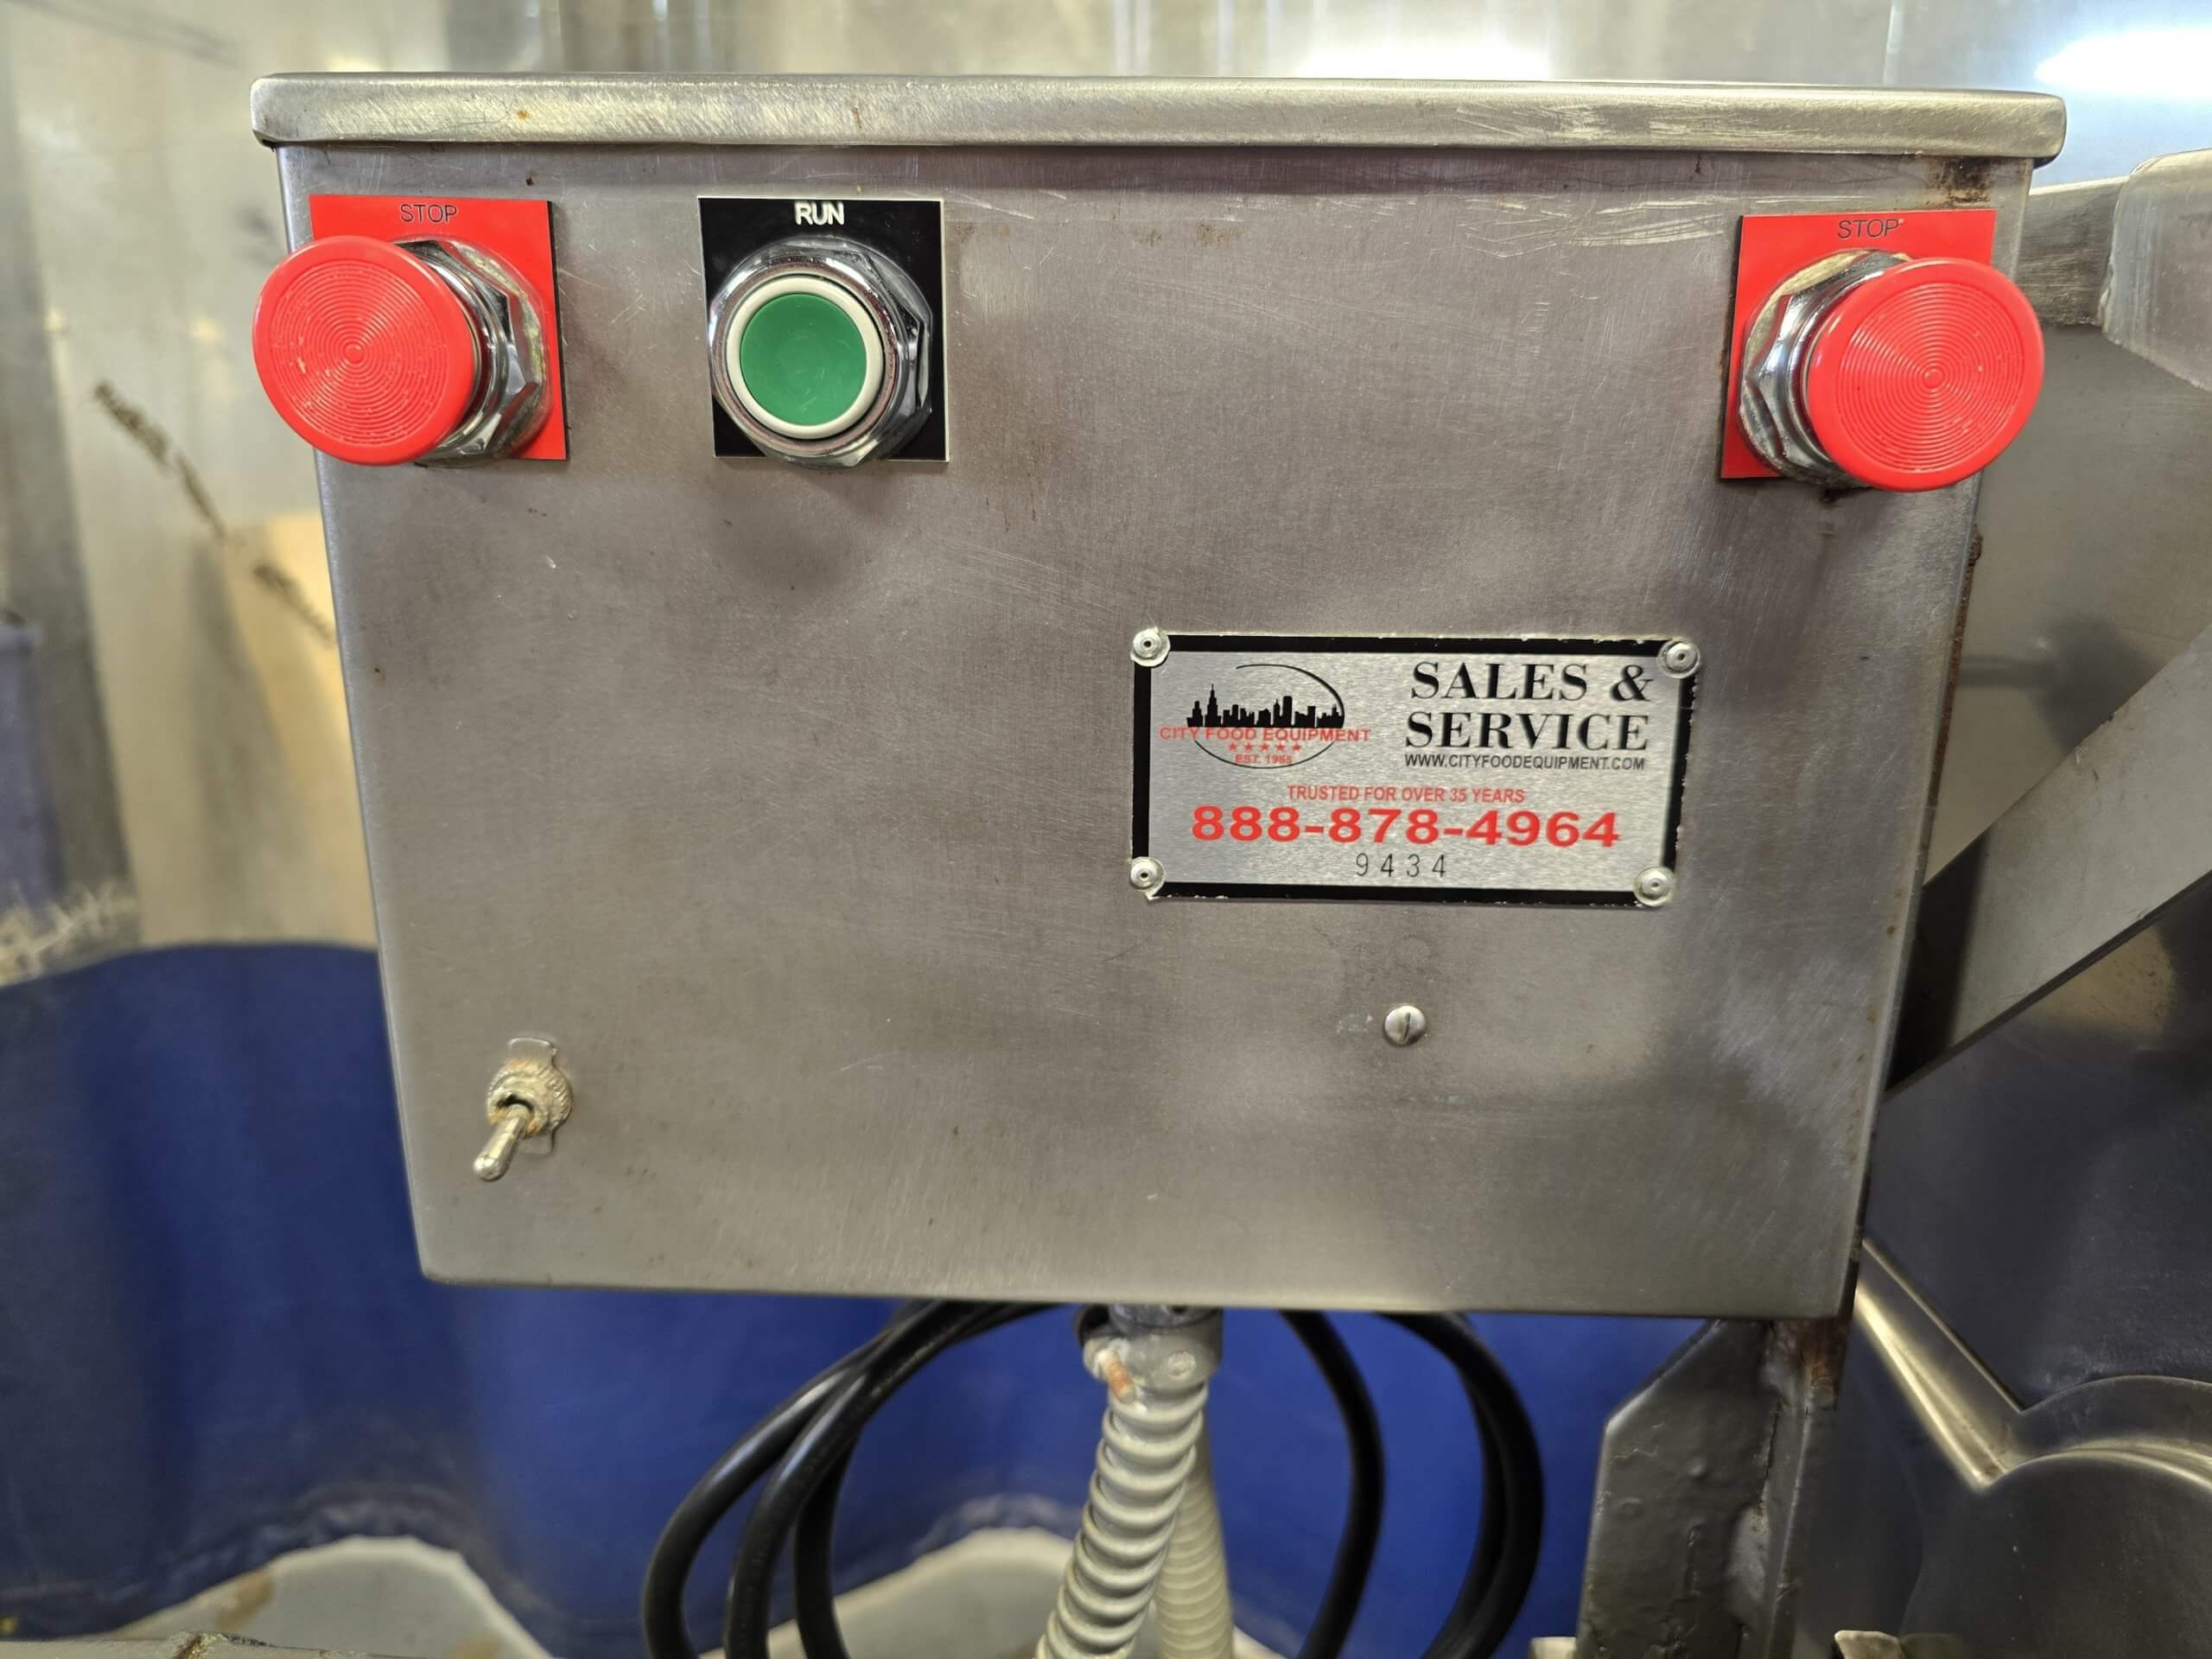 STOP
RUN
STOP
CITY FOOD EQUIPMENT
EST. 1985
SALES &
SERVICE
WWW.CITYFOODEQUIPMENT.COM
TRUSTED FOR OVER 35 YEARS
888-878-4964
9434